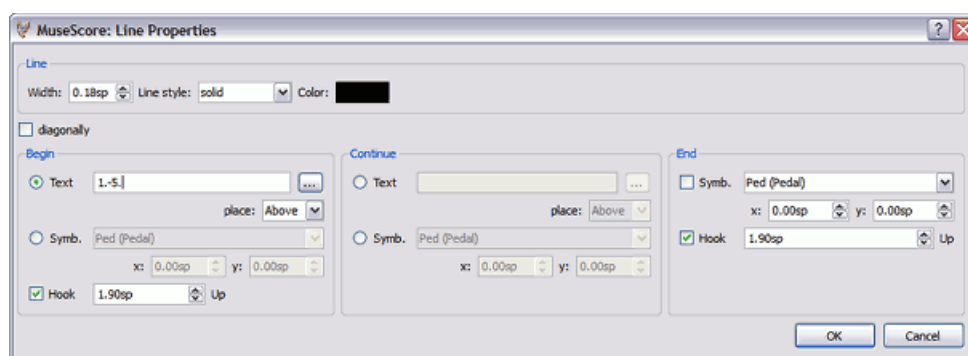 MuseScore: Line Properties
Line
Width: 0.18sp Line style: solid Color:
diagonally
Begin
Text 1.-5.
...
place: Above
Symb. Ped (Pedal)
x: 0.00sp y: 0.00sp
Hook 1.90sp Up
Continue
Text
...
place: Above
Symb. Ped (Pedal)
x: 0.00sp y: 0.00sp
End
Symb. Ped (Pedal)
x: 0.00sp y: 0.00sp
Hook 1.90sp Up
OK Cancel